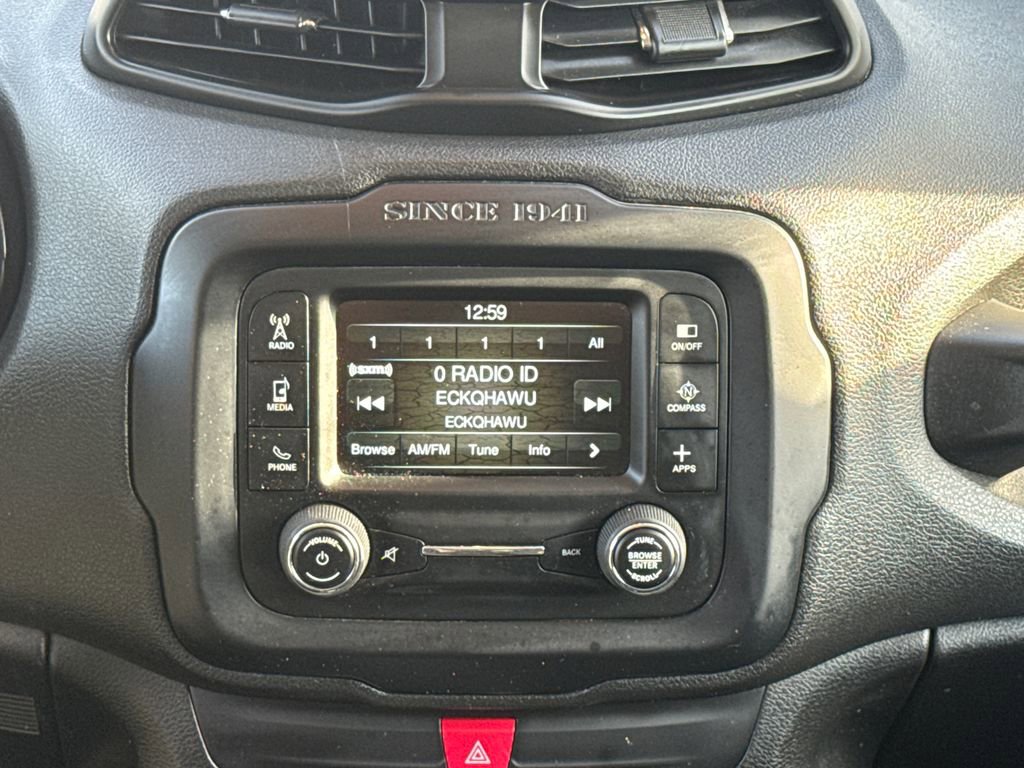 SINCE 1941
RADIO
MEDIA
PHONE
12:59
1 1 1 1 All
(((sxm)))
0 RADIO ID
ECKQHAWU
ECKQHAWU
Browse AM/FM Tune Info >
ON/OFF
N
COMPASS
APPS
VOLUME
BACK
TUNE
BROWSE
ENTER
SCROLL